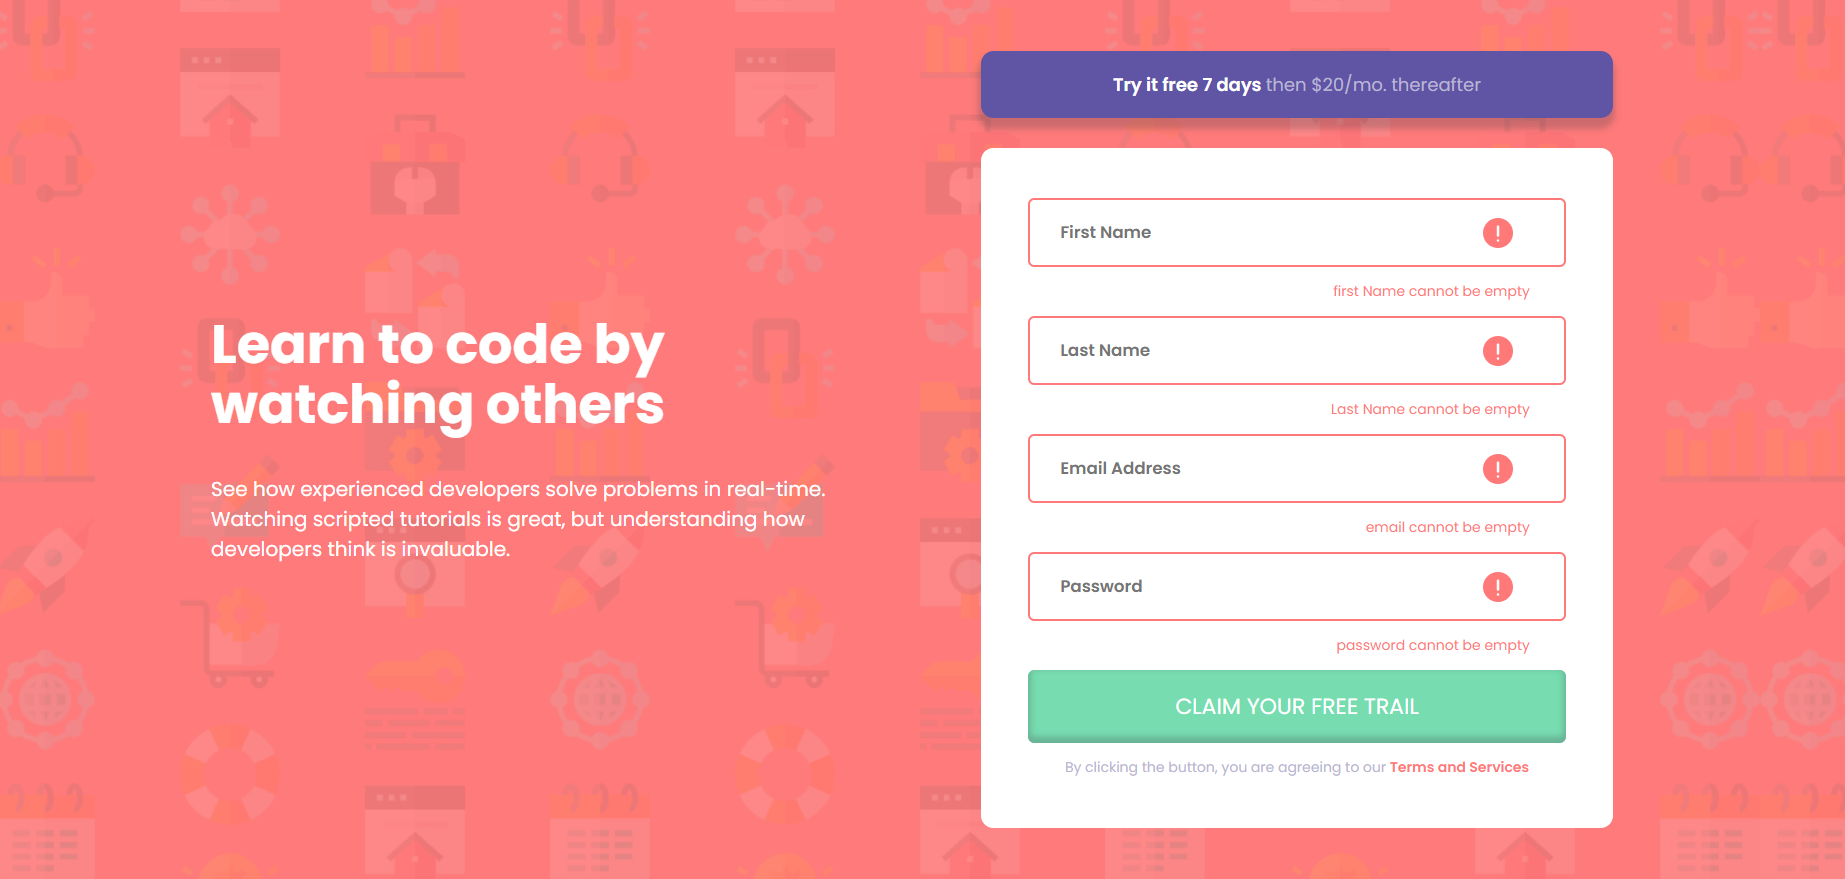 Try it free 7 days then $20/mo. thereafter
Learn to code by
watching others
See how experienced developers solve problems in real-time.
Watching scripted tutorials is great, but understanding how
developers think is invaluable.
First Name
first Name cannot be empty
Last Name
Last Name cannot be empty
Email Address
email cannot be empty
Password
password cannot be empty
CLAIM YOUR FREE TRAIL
By clicking the button, you are agreeing to our Terms and Services